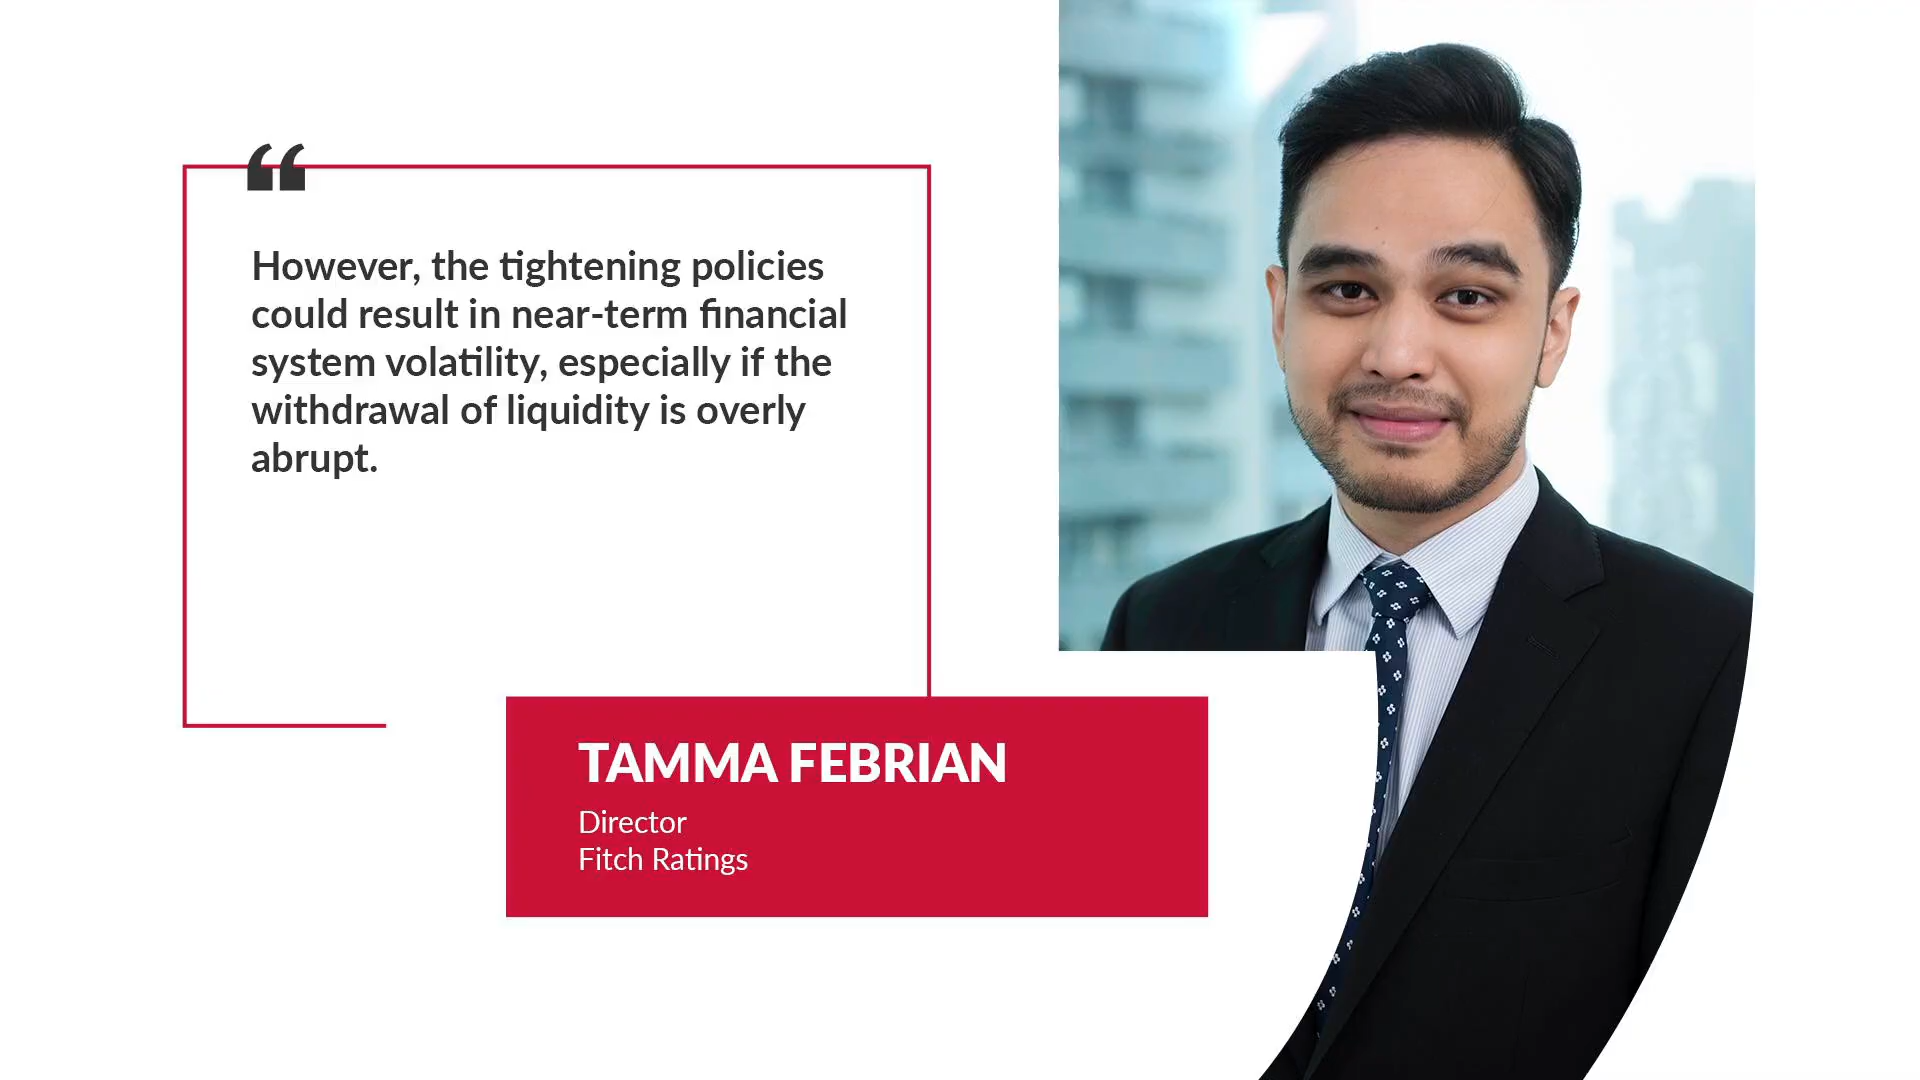 “
However, the tightening policies
could result in near-term financial
system volatility, especially if the
withdrawal of liquidity is overly
abrupt.
TAMMA FEBRIAN
Director
Fitch Ratings